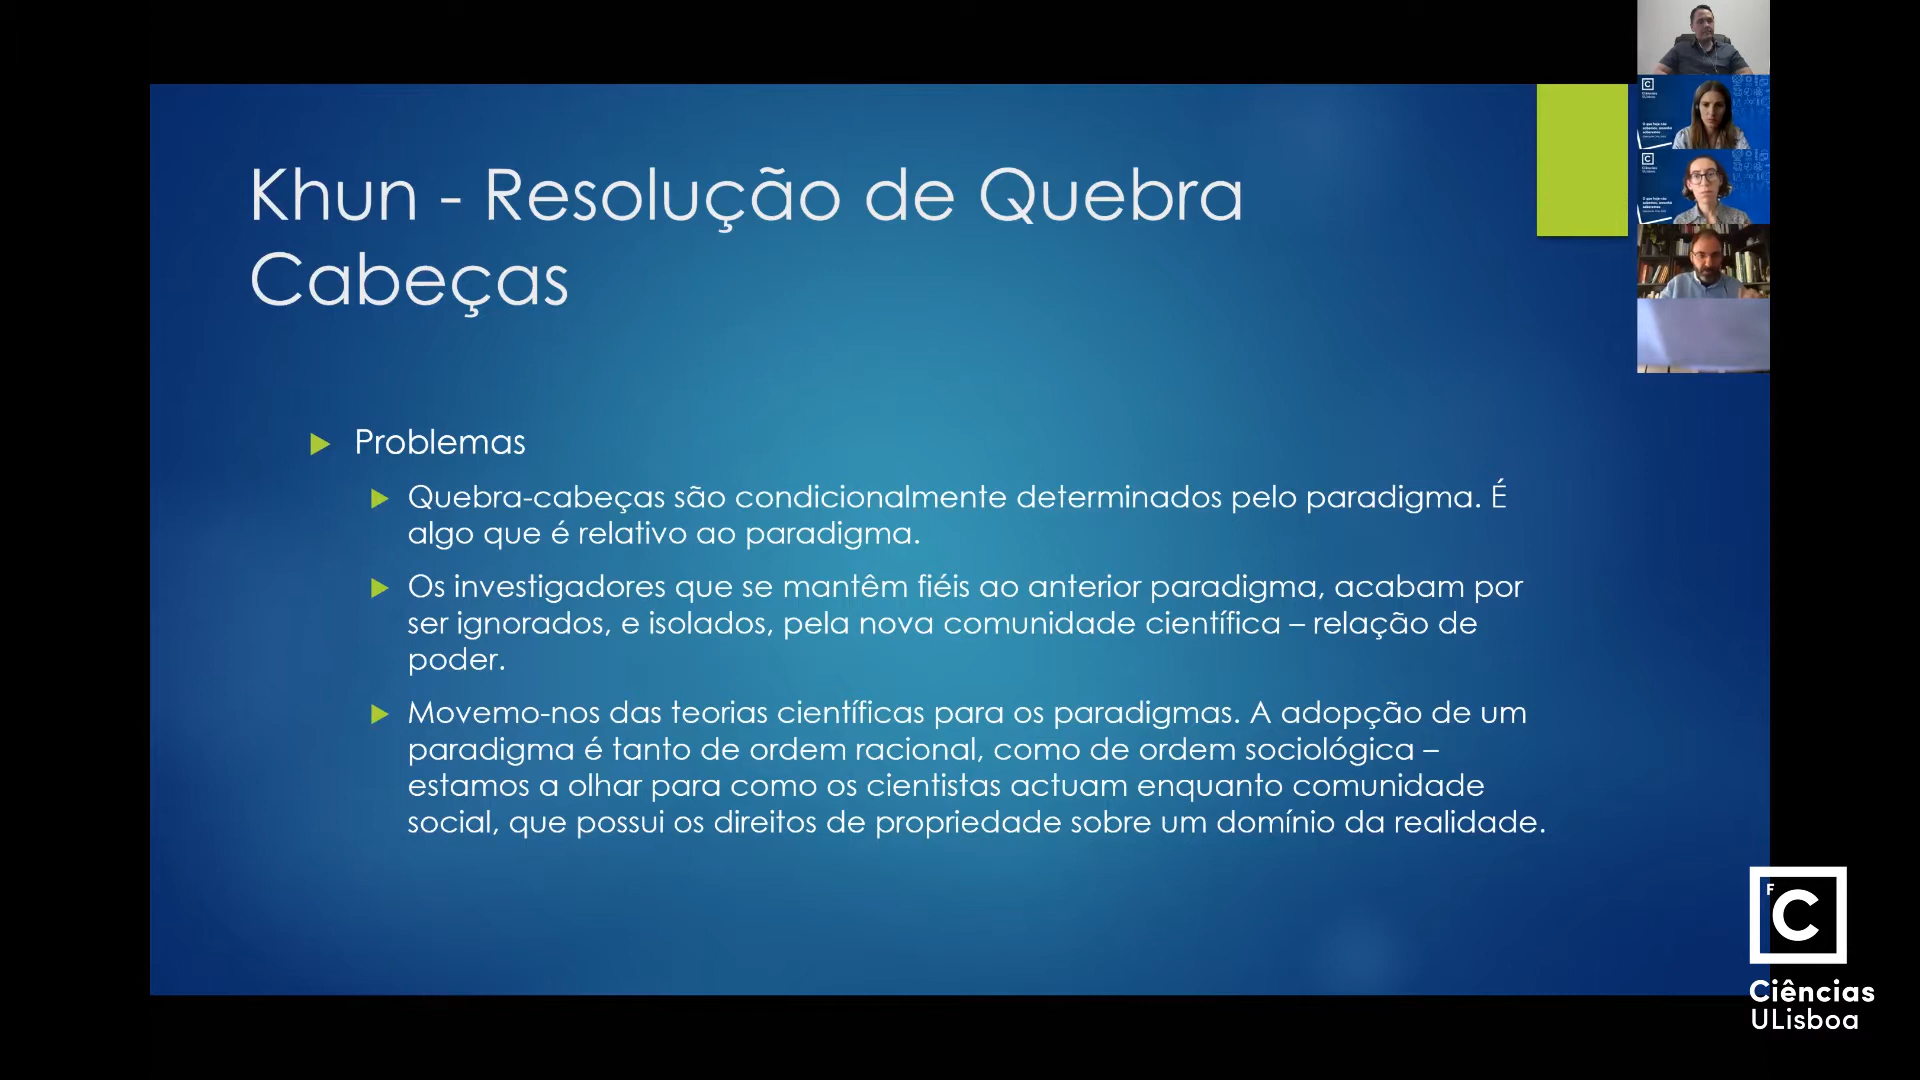 Khun - Resolução de Quebra
Cabeças
Problemas
Quebra-cabeças são condicionalmente determinados pelo paradigma. É
algo que é relativo ao paradigma.
Os investigadores que se mantêm fiéis ao anterior paradigma, acabam por
ser ignorados, e isolados, pela nova comunidade científica – relação de
poder.
Movemo-nos das teorias científicas para os paradigmas. A adopção de um
paradigma é tanto de ordem racional, como de ordem sociológica –
estamos a olhar para como os cientistas actuam enquanto comunidade
social, que possui os direitos de propriedade sobre um domínio da realidade.
F
C
Ciências
ULisboa